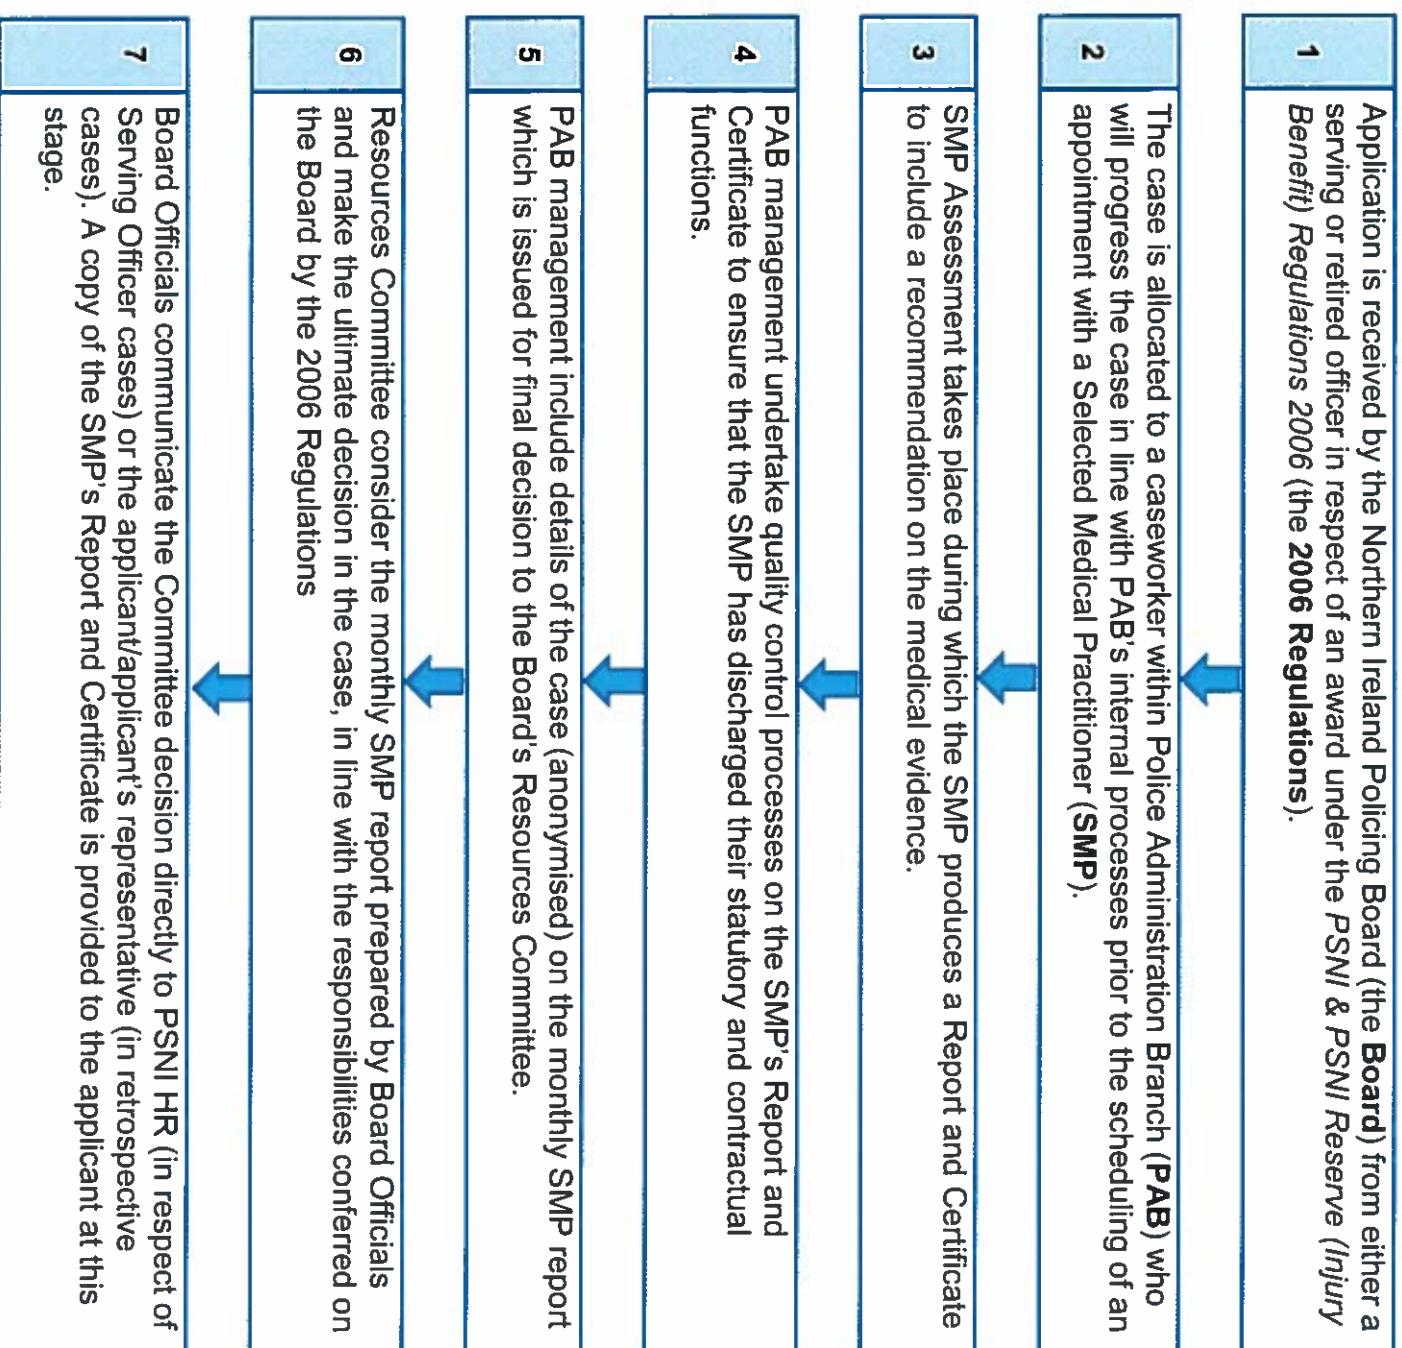 1
Application is received by the Northern Ireland Policing Board (the Board) from either a
serving or retired officer in respect of an award under the PSNI & PSNI Reserve (Injury
Benefit) Regulations 2006 (the 2006 Regulations).
2
The case is allocated to a caseworker within Police Administration Branch (PAB) who
will progress the case in line with PAB's internal processes prior to the scheduling of an
appointment with a Selected Medical Practitioner (SMP).
3
SMP Assessment takes place during which the SMP produces a Report and Certificate
to include a recommendation on the medical evidence.
4
PAB management undertake quality control processes on the SMP's Report and
Certificate to ensure that the SMP has discharged their statutory and contractual
functions.
5
PAB management include details of the case (anonymised) on the monthly SMP report
which is issued for final decision to the Board's Resources Committee.
6
Resources Committee consider the monthly SMP report prepared by Board Officials
and make the ultimate decision in the case, in line with the responsibilities conferred on
the Board by the 2006 Regulations
7
Board Officials communicate the Committee decision directly to PSNI HR (in respect of
Serving Officer cases) or the applicant/applicant's representative (in retrospective
cases). A copy of the SMP's Report and Certificate is provided to the applicant at this
stage.